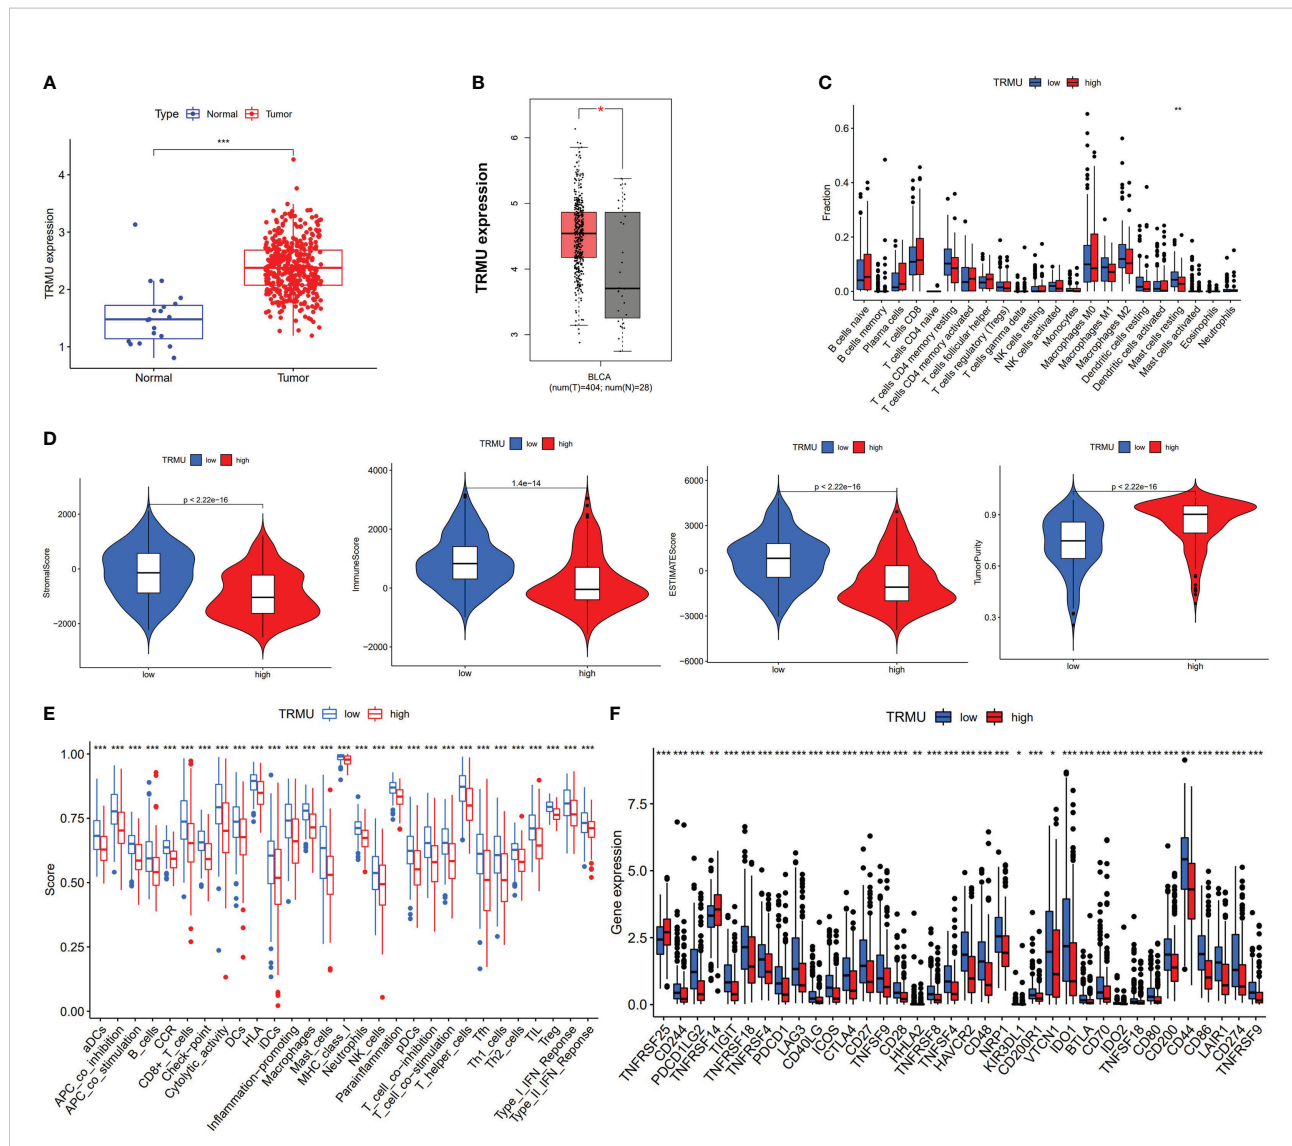 A
Type Normal Tumor
***
TRMU expression
4
3
2
1
Normal Tumor
B
*
TRMU expression
6
5
4
3
BLCA
(num(T)=404; num(N)=28)
C
TRMU low high
**
Fraction
0.6
0.4
0.2
0.0
B cells naive
B cells memory
Plasma cells
T cells CD8
T cells CD4 naive
T cells CD4 memory resting
T cells CD4 memory activated
T cells follicular helper
T cells regulatory (Tregs)
T cells gamma delta
NK cells resting
NK cells activated
Monocytes
Macrophages M0
Macrophages M1
Macrophages M2
Dendritic cells resting
Dendritic cells activated
Mast cells resting
Mast cells activated
Eosinophils
Neutrophils
D
TRMU low high
p < 2.22e-16
StromalScore
2000
0
-2000
low high
TRMU low high
1.4e-14
ImmuneScore
4000
2000
0
-2000
low high
TRMU low high
p < 2.22e-16
ESTIMATEScore
6000
3000
0
-3000
-6000
low high
TRMU low high
p < 2.22e-16
TumorPurity
0.9
0.6
0.3
low high
E
TRMU low high
*** *** *** *** *** *** *** *** *** *** *** *** *** *** *** *** *** *** *** *** *** *** *** *** *** *** *** *** ***
Score
1.00
0.75
0.50
0.25
0.00
aDCs
APC_co_inhibition
APC_co_stimulation
B_cells
CCR
CD8+_T_cells
Check-point
Cytolytic_activity
DCs
HLA
iDCs
Inflammation-promoting
Macrophages
Mast_cells
MHC_class_I
Neutrophils
NK_cells
Parainflammation
pDCs
T_cell_co-inhibition
T_cell_co-stimulation
T_helper_cells
Tfh
Th1_cells
Th2_cells
TIL
Treg
Type_I_IFN_Reponse
Type_II_IFN_Reponse
F
TRMU low high
*** *** *** ** *** *** *** *** *** *** *** *** *** *** *** ** *** *** *** *** *** * *** * *** *** *** *** *** *** *** *** *** *** *** ***
Gene expression
7.5
5.0
2.5
0.0
TNFRSF25
CD244
PDCD1LG2
TNFRSF14
TIGIT
TNFRSF18
TNFRSF4
PDCD1
LAG3
CD40LG
ICOS
CTLA4
CD27
TNFSF9
CD28
HHLA2
TNFRSF8
TNFSF4
HAVCR2
CD48
NRP1
KIR3DL1
CD200R1
VTCN1
IDO1
BTLA
CD70
IDO2
TNFSF18
CD80
CD200
CD44
CD86
LAIR1
CD274
TNFRSF9